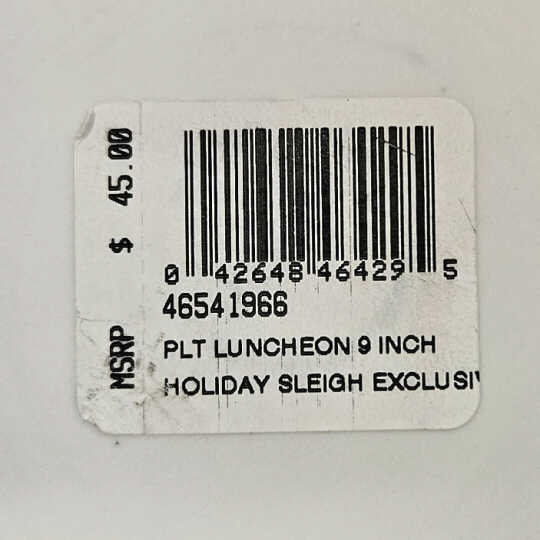 MSRP $ 45.00
0 42648 46429 5
46541966
PLT LUNCHEON 9 INCH
HOLIDAY SLEIGH EXCLUSIV